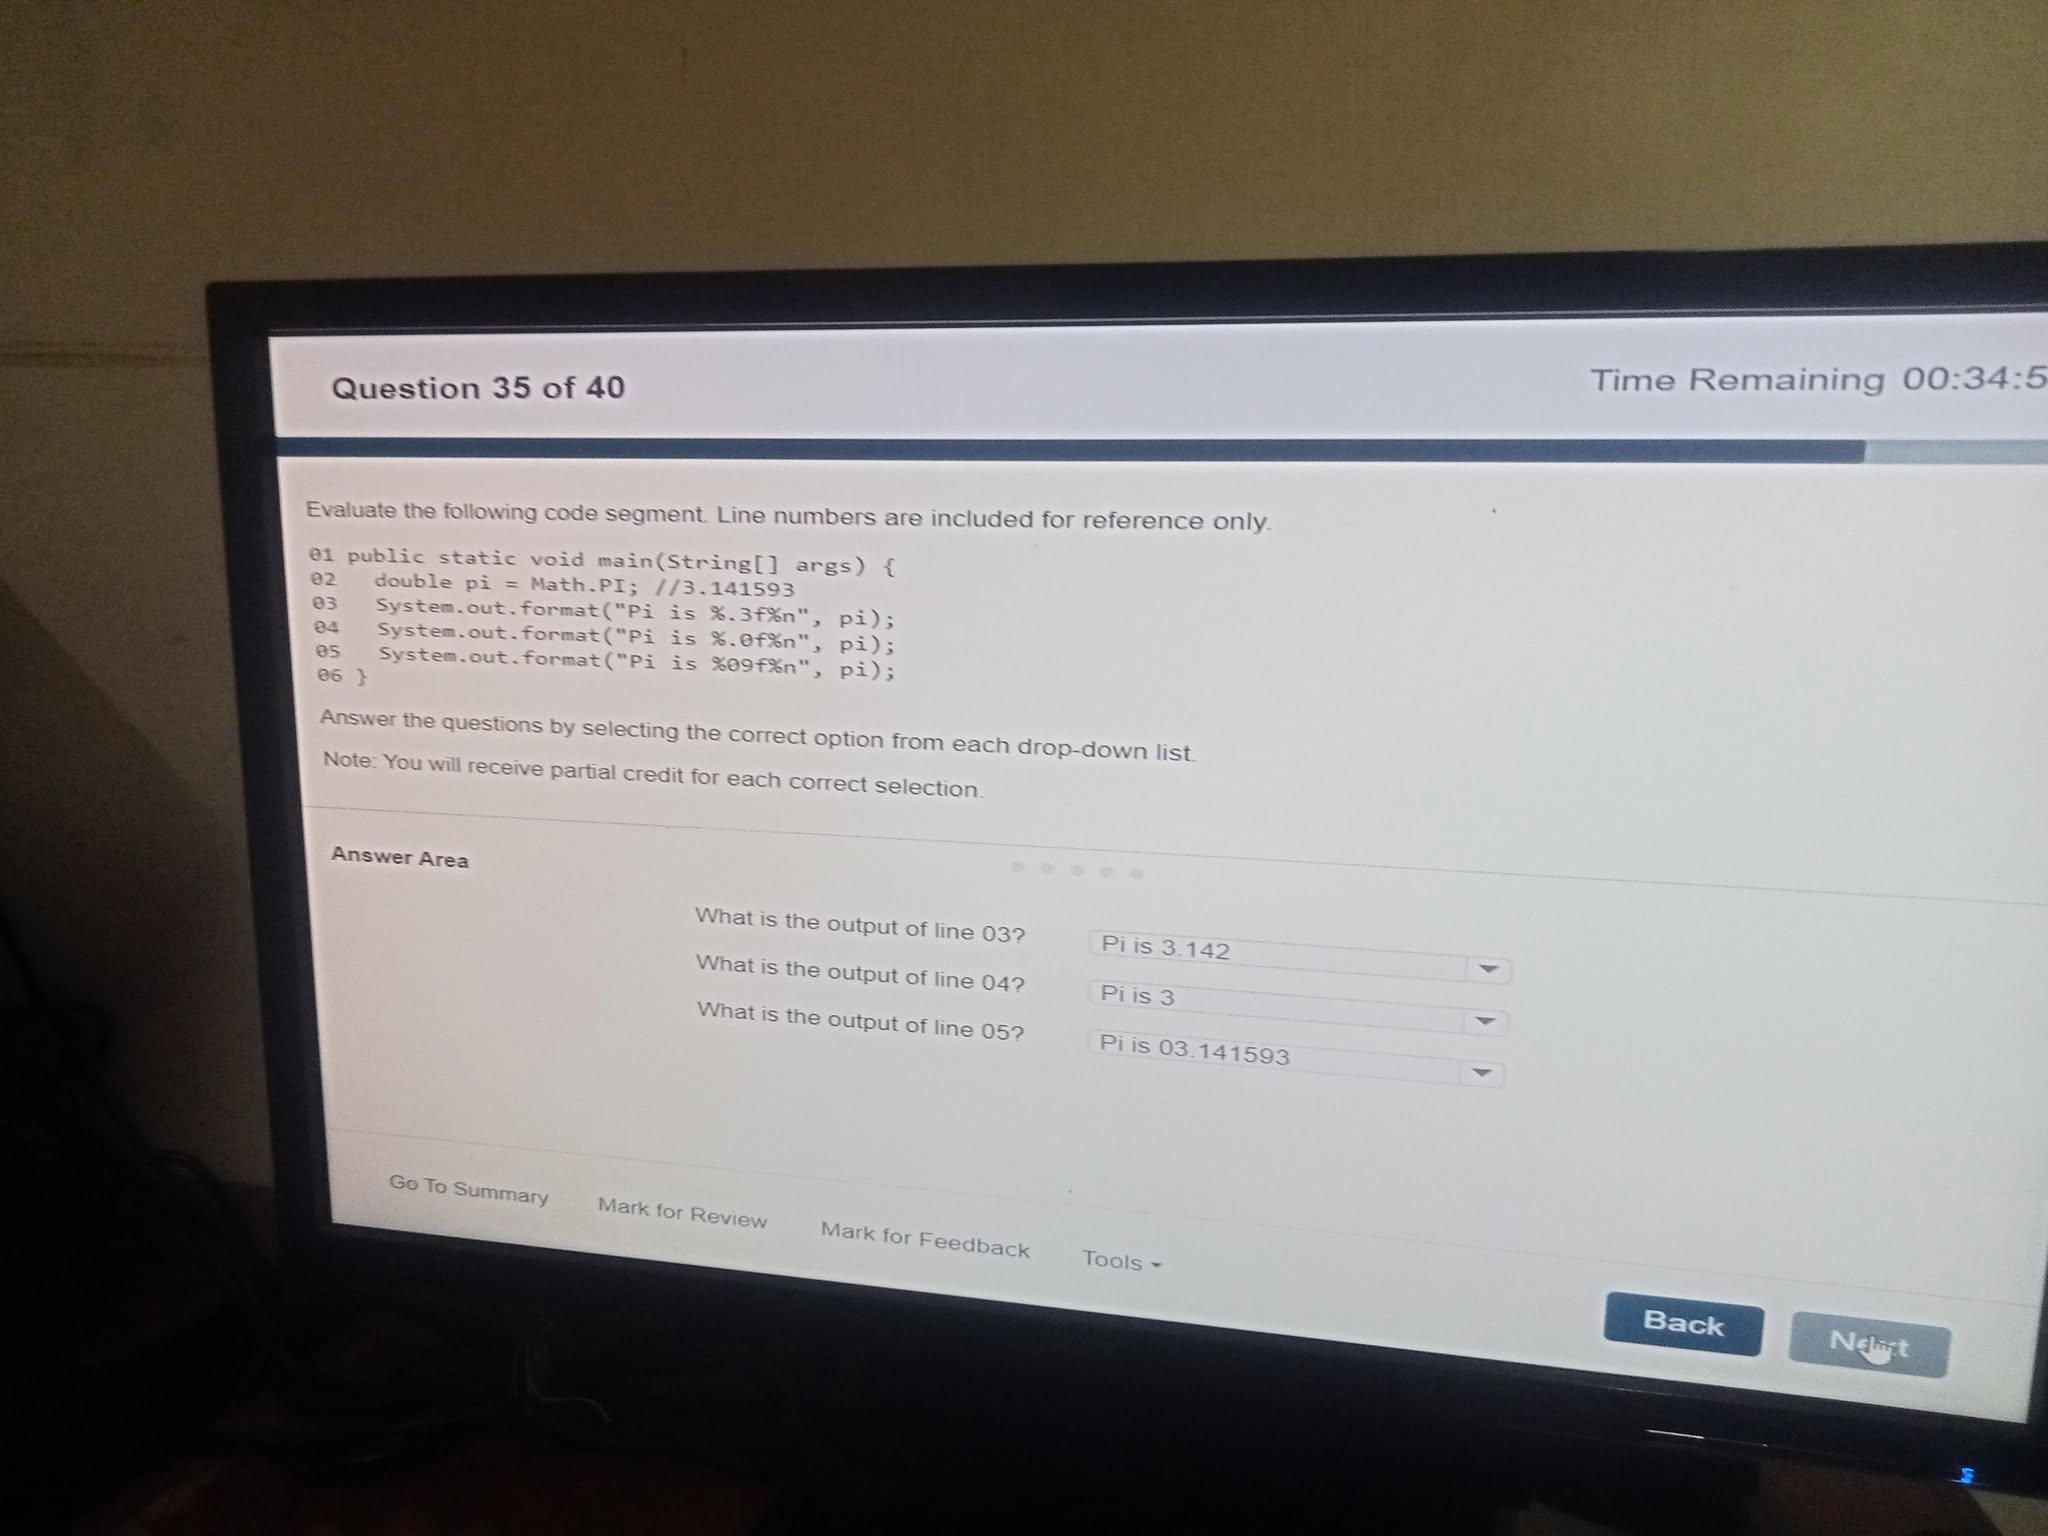 Question 35 of 40
Time Remaining 00:34:5
Evaluate the following code segment. Line numbers are included for reference only.
01 public static void main(String[] args) {
02   double pi = Math.PI; //3.141593
03   System.out.format("Pi is %.3f%n", pi);
04   System.out.format("Pi is %.0f%n", pi);
05   System.out.format("Pi is %09f%n", pi);
06 }
Answer the questions by selecting the correct option from each drop-down list.
Note: You will receive partial credit for each correct selection.
Answer Area
What is the output of line 03? Pi is 3.142
What is the output of line 04? Pi is 3
What is the output of line 05? Pi is 03.141593
Go To Summary Mark for Review Mark for Feedback Tools
Back Next